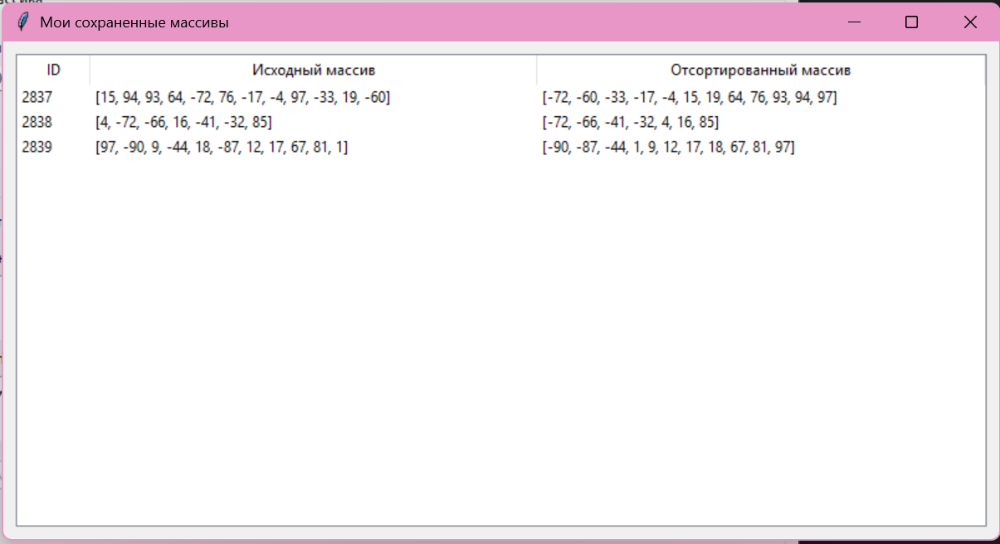 Мои сохраненные массивы
ID Исходный массив Отсортированный массив
2837 [15, 94, 93, 64, -72, 76, -17, -4, 97, -33, 19, -60] [-72, -60, -33, -17, -4, 15, 19, 64, 76, 93, 94, 97]
2838 [4, -72, -66, 16, -41, -32, 85] [-72, -66, -41, -32, 4, 16, 85]
2839 [97, -90, 9, -44, 18, -87, 12, 17, 67, 81, 1] [-90, -87, -44, 1, 9, 12, 17, 18, 67, 81, 97]